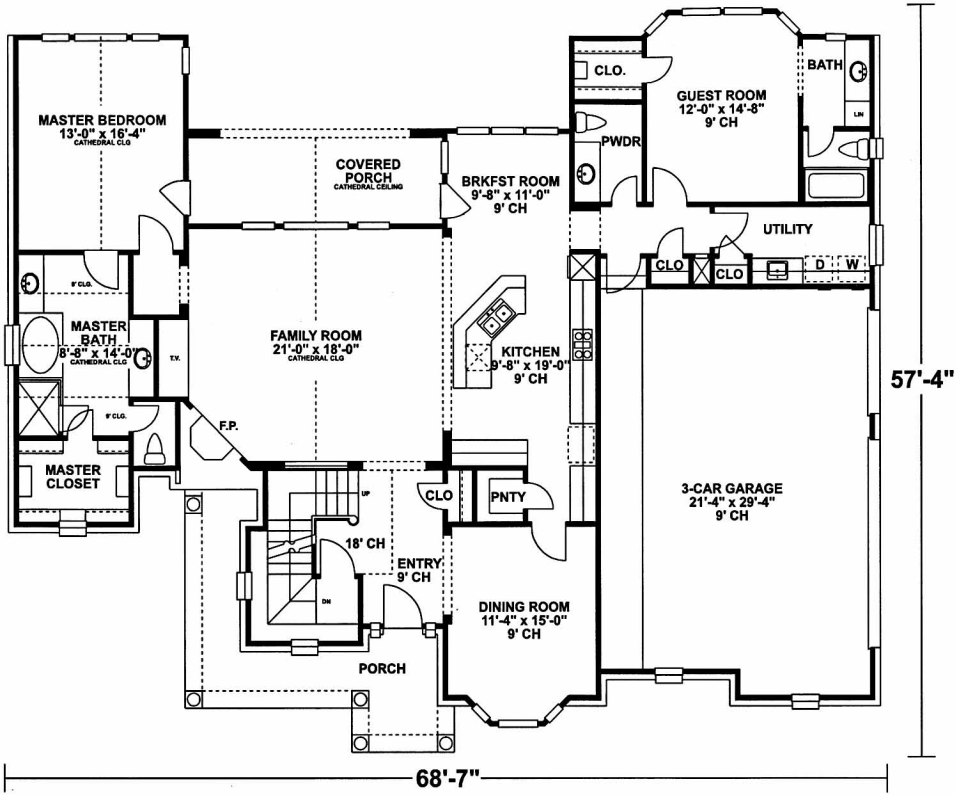 MASTER BEDROOM
13'-0" x 16'-4"
CATHEDRAL CLG
COVERED
PORCH
CATHEDRAL CEILING
BRKFST ROOM
9'-8" x 11'-0"
9' CH
CLO.
PWDR
GUEST ROOM
12'-0" x 14'-8"
9' CH
BATH
LIN
UTILITY
CLO
CLO
D
W
9' CLG.
MASTER
BATH
8'-8" x 14'-0"
CATHEDRAL CLG
T.V.
9' CLG.
FAMILY ROOM
21'-0" x 18'-0"
CATHEDRAL CLG
F.P.
KITCHEN
9'-8" x 19'-0"
9' CH
57'-4"
MASTER
CLOSET
UP
CLO
PNTY
3-CAR GARAGE
21'-4" x 29'-4"
9' CH
18' CH
ENTRY
9' CH
DN
DINING ROOM
11'-4" x 15'-0"
9' CH
PORCH
68'-7"